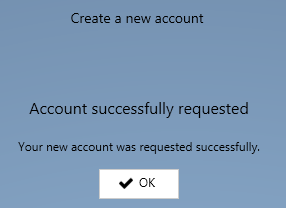 Create a new account
Account successfully requested
Your new account was requested successfully.
OK